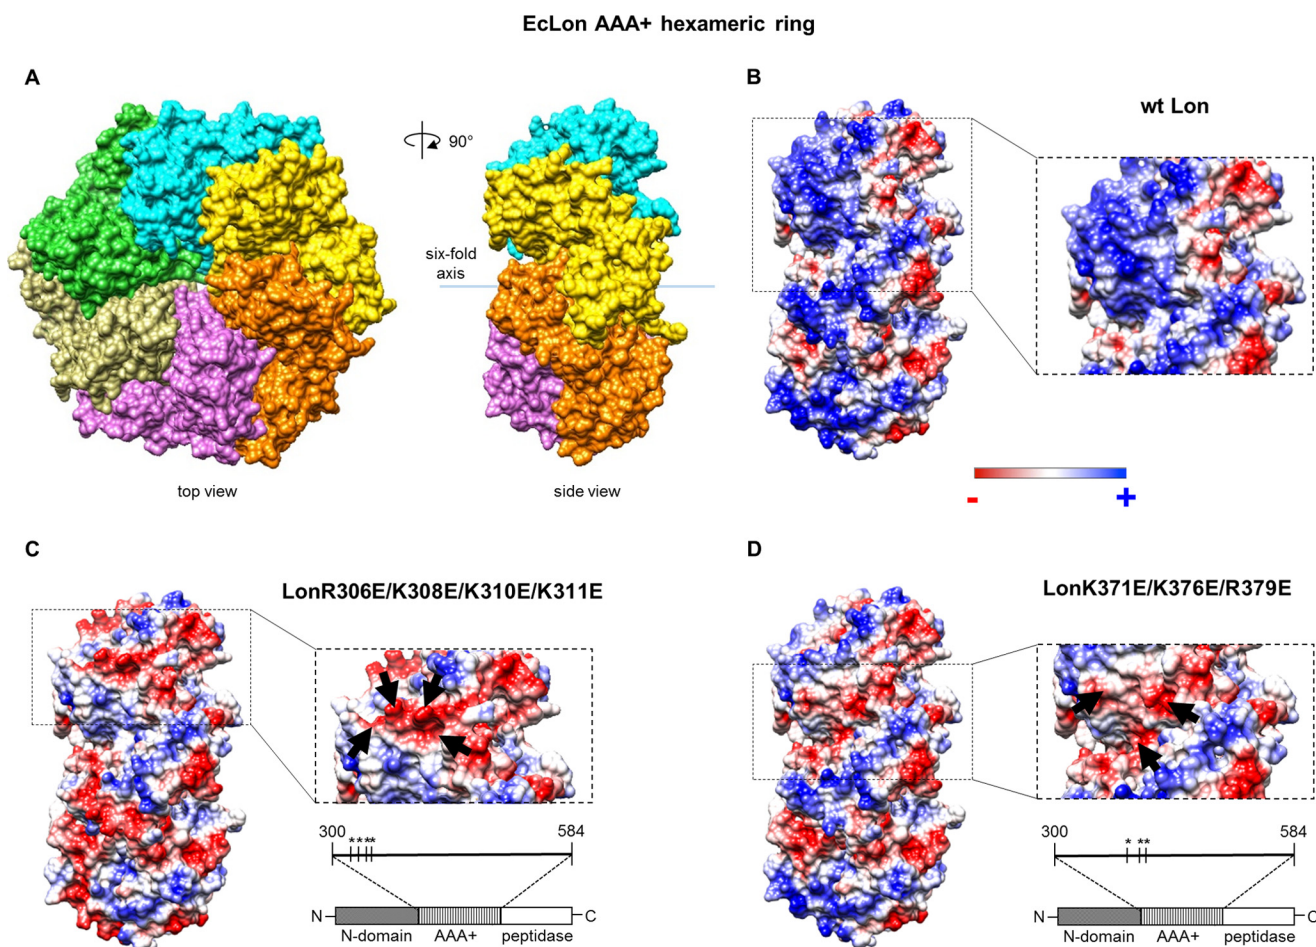 EcLon AAA+ hexameric ring
A
90°
six-fold
axis
top view
side view
B
wt Lon
-
+
C
LonR306E/K308E/K310E/K311E
300
584
****
N
C
N-domain
AAA+
peptidase
D
LonK371E/K376E/R379E
300
584
* **
N
C
N-domain
AAA+
peptidase